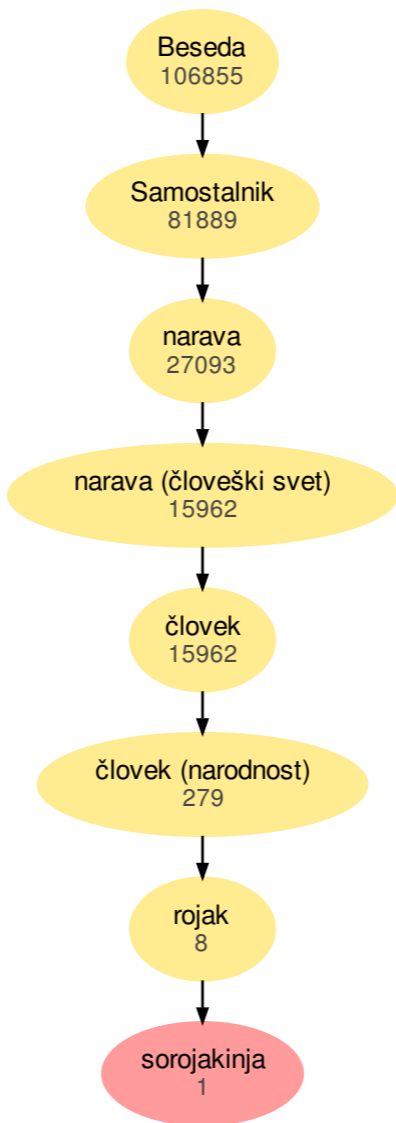 Beseda
106855
Samostalnik
81889
narava
27093
narava (človeški svet)
15962
človek
15962
človek (narodnost)
279
rojak
8
sorojakinja
1